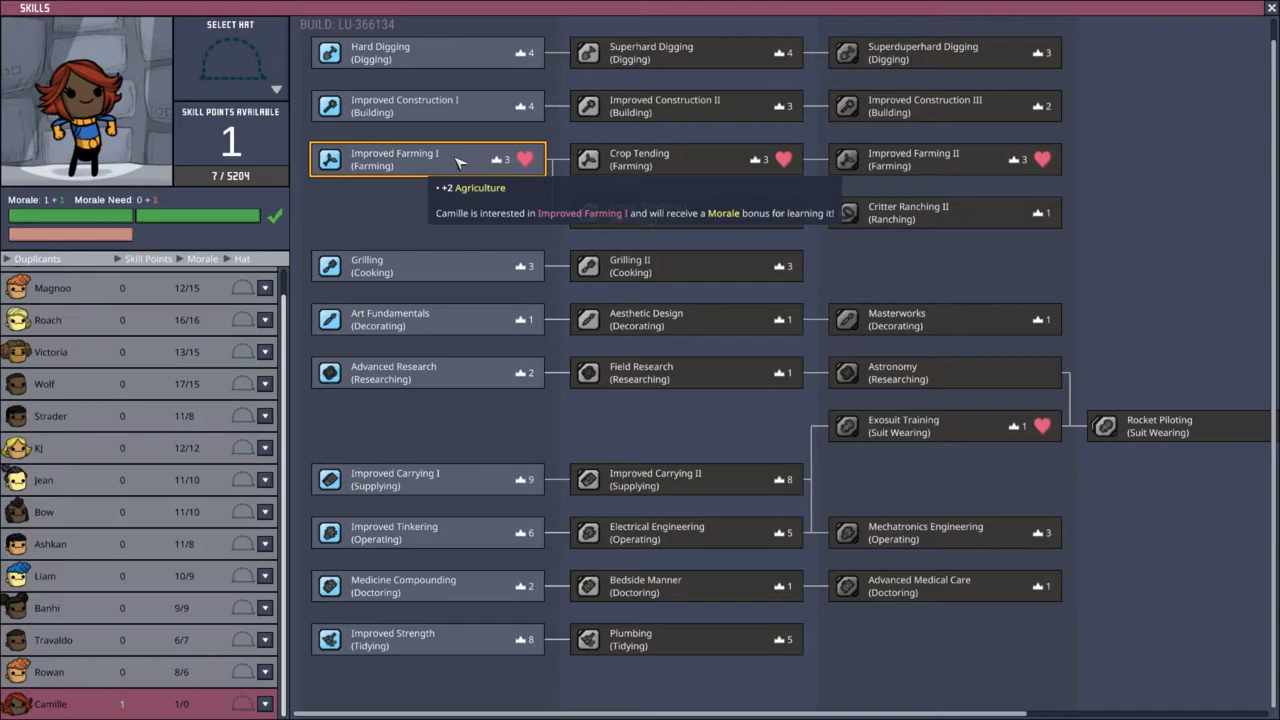 SKILLS
BUILD: LU-366134
SELECT HAT
SKILL POINTS AVAILABLE
1
7 / 5204
Morale: 1 + 1 Morale Need: 0 + 1
Duplicants Skill Points Morale Hat
Magnoo 0 12/15
Roach 0 16/16
Victoria 0 13/15
Wolf 0 17/15
Strader 0 11/8
KJ 0 12/12
Jean 0 11/10
Bow 0 11/10
Ashkan 0 11/8
Liam 0 10/9
Banhi 0 9/9
Travaldo 0 6/7
Rowan 0 8/6
Camille 1 1/0
Hard Digging
(Digging)
4
Superhard Digging
(Digging)
4
Superduperhard Digging
(Digging)
3
Improved Construction I
(Building)
4
Improved Construction II
(Building)
3
Improved Construction III
(Building)
2
Improved Farming I
(Farming)
3
Crop Tending
(Farming)
3
Improved Farming II
(Farming)
3
• +2 Agriculture
Camille is interested in Improved Farming I and will receive a Morale bonus for learning it!
Critter Ranching II
(Ranching)
1
Grilling
(Cooking)
3
Grilling II
(Cooking)
3
Art Fundamentals
(Decorating)
1
Aesthetic Design
(Decorating)
1
Masterworks
(Decorating)
1
Advanced Research
(Researching)
2
Field Research
(Researching)
1
Astronomy
(Researching)
Exosuit Training
(Suit Wearing)
1
Rocket Piloting
(Suit Wearing)
Improved Carrying I
(Supplying)
9
Improved Carrying II
(Supplying)
8
Improved Tinkering
(Operating)
6
Electrical Engineering
(Operating)
5
Mechatronics Engineering
(Operating)
3
Medicine Compounding
(Doctoring)
2
Bedside Manner
(Doctoring)
1
Advanced Medical Care
(Doctoring)
1
Improved Strength
(Tidying)
8
Plumbing
(Tidying)
5